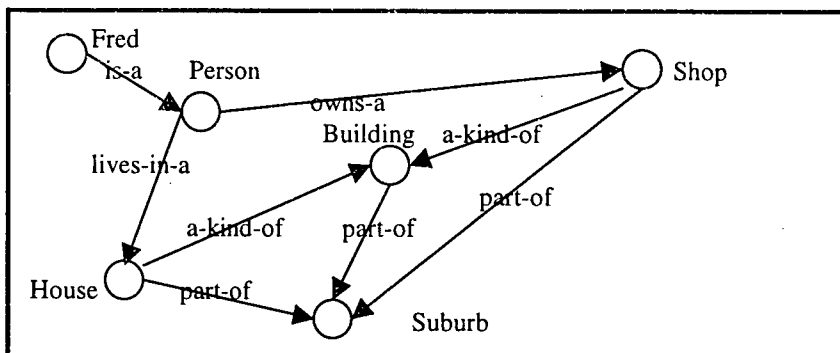 Fred
is-a
Person
Shop
owns-a
Building
a-kind-of
lives-in-a
part-of
a-kind-of
part-of
House
part-of
Suburb